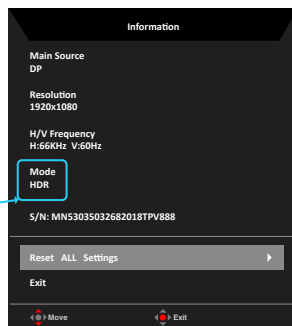 Information
Main Source
DP
Resolution
1920x1080
H/V Frequency
H:66KHz V:60Hz
Mode
HDR
S/N: MN53035032682018TPV888
Reset ALL Settings
Exit
Move Exit